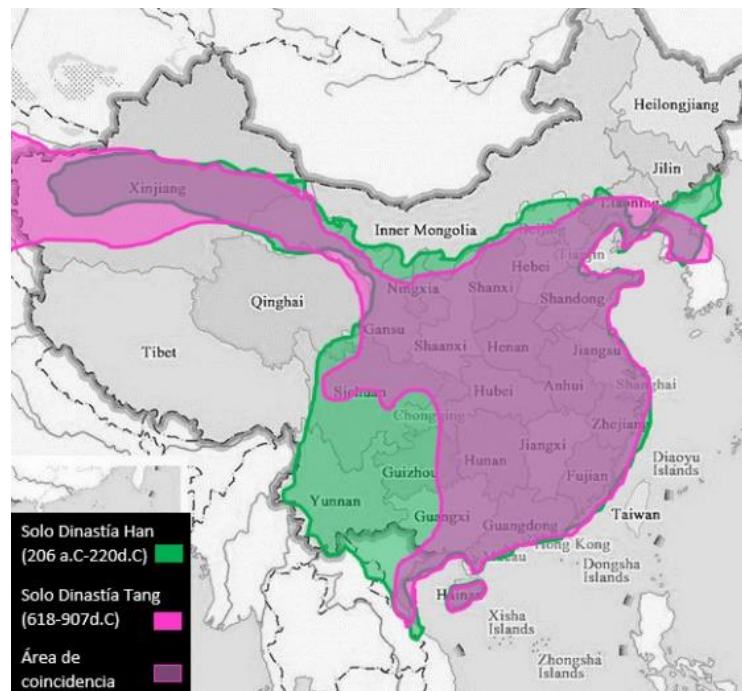 Heilongjiang
Jilin
Liaoning
Xinjiang
Inner Mongolia
Beijing
Tianjin
Hebei
Ningxia
Shanxi
Shandong
Qinghai
Gansu
Shaanxi
Henan
Jiangsu
Tibet
Sichuan
Hubei
Anhui
Shanghai
Chongqing
Zhejiang
Hunan
Jiangxi
Guizhou
Fujian
Diaoyu
Islands
Yunnan
Guangxi
Guangdong
Taiwan
Hong Kong
Macau
Dongsha
Islands
Hainan
Xisha
Islands
Zhongsha
Islands
Solo Dinastía Han
(206 a.C-220d.C)
Solo Dinastía Tang
(618-907d.C)
Área de
coincidencia